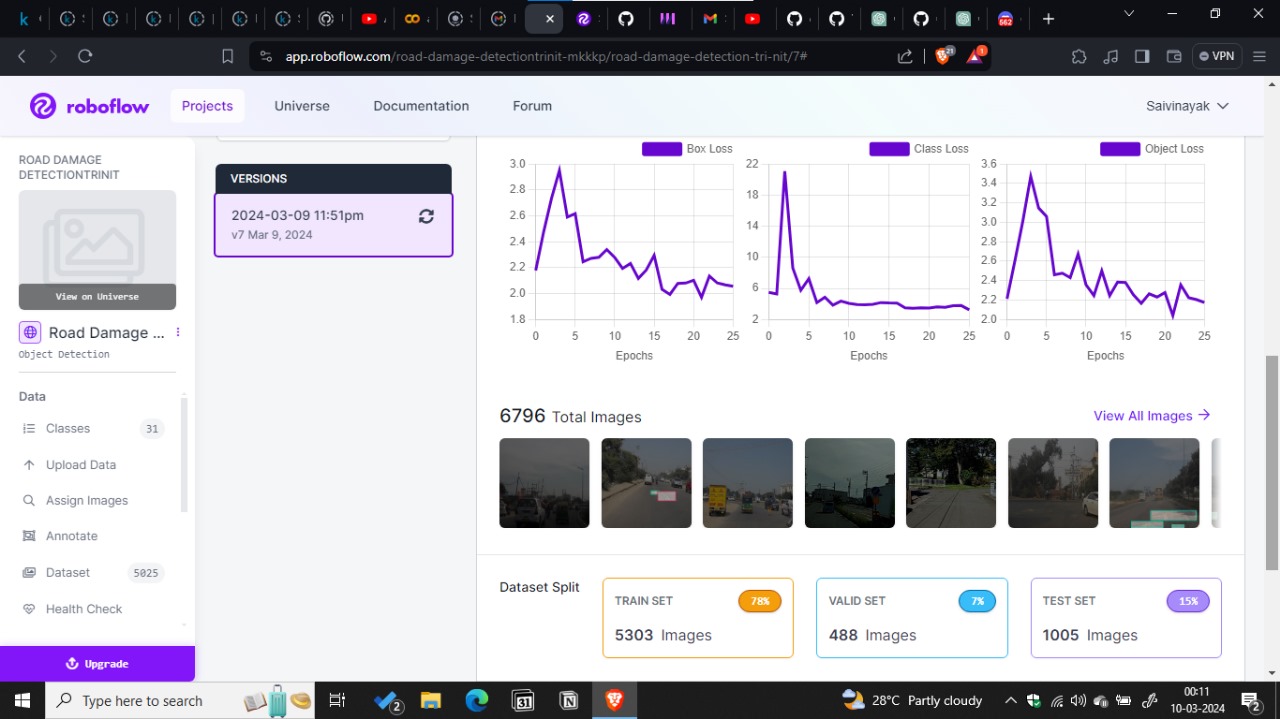 app.roboflow.com/road-damage-detectiontrinit-mkkkp/road-damage-detection-tri-nit/7#
21
1
VPN
roboflow
Projects
Universe
Documentation
Forum
Saivinayak
ROAD DAMAGE
DETECTIONTRINIT
View on Universe
Road Damage ...
Object Detection
Data
Classes 31
Upload Data
Assign Images
Annotate
Dataset 5025
Health Check
Upgrade
VERSIONS
2024-03-09 11:51pm
v7 Mar 9, 2024
Box Loss
3.0
2.8
2.6
2.4
2.2
2.0
1.8
0 5 10 15 20 25
Epochs
Class Loss
22
18
14
10
6
2
0 5 10 15 20 25
Epochs
Object Loss
3.6
3.4
3.2
3.0
2.8
2.6
2.4
2.2
2.0
0 5 10 15 20 25
Epochs
6796 Total Images
View All Images
Dataset Split
TRAIN SET 78%
5303 Images
VALID SET 7%
488 Images
TEST SET 15%
1005 Images
Type here to search
2
31
28°C Partly cloudy
00:11
10-03-2024
2